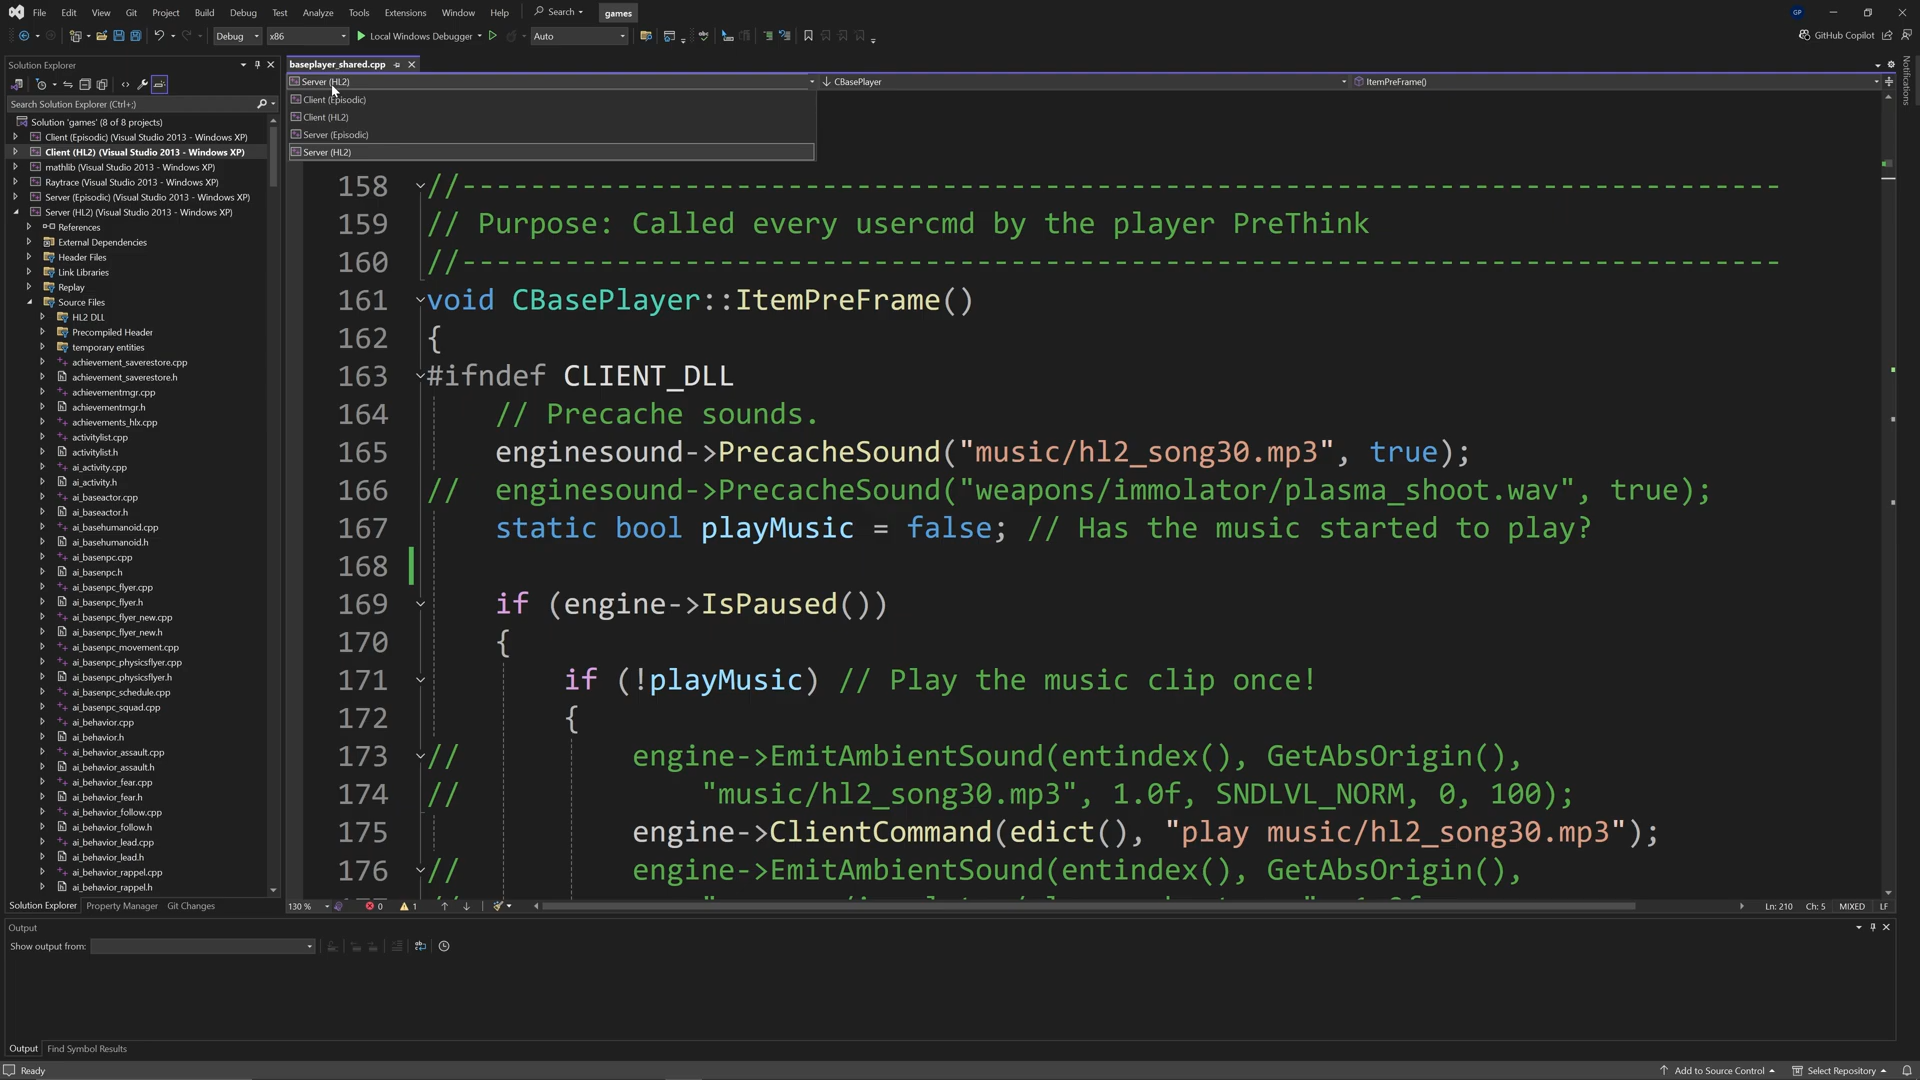 File Edit View Git Project Build Debug Test Analyze Tools Extensions Window Help Search games GP
Debug x86 Local Windows Debugger Auto GitHub Copilot
Solution Explorer
Search Solution Explorer (Ctrl+;)
Solution 'games' (8 of 8 projects)
Client (Episodic) (Visual Studio 2013 - Windows XP)
Client (HL2) (Visual Studio 2013 - Windows XP)
mathlib (Visual Studio 2013 - Windows XP)
Raytrace (Visual Studio 2013 - Windows XP)
Server (Episodic) (Visual Studio 2013 - Windows XP)
Server (HL2) (Visual Studio 2013 - Windows XP)
References
External Dependencies
Header Files
Link Libraries
Replay
Source Files
HL2 DLL
Precompiled Header
temporary entities
achievement_saverestore.cpp
achievement_saverestore.h
achievementmgr.cpp
achievementmgr.h
achievements_hlx.cpp
activitylist.cpp
activitylist.h
ai_activity.cpp
ai_activity.h
ai_baseactor.cpp
ai_baseactor.h
ai_basehumanoid.cpp
ai_basehumanoid.h
ai_basenpc.cpp
ai_basenpc.h
ai_basenpc_flyer.cpp
ai_basenpc_flyer.h
ai_basenpc_flyer_new.cpp
ai_basenpc_flyer_new.h
ai_basenpc_movement.cpp
ai_basenpc_physicsflyer.cpp
ai_basenpc_physicsflyer.h
ai_basenpc_schedule.cpp
ai_basenpc_squad.cpp
ai_behavior.cpp
ai_behavior.h
ai_behavior_assault.cpp
ai_behavior_assault.h
ai_behavior_fear.cpp
ai_behavior_fear.h
ai_behavior_follow.cpp
ai_behavior_follow.h
ai_behavior_lead.cpp
ai_behavior_lead.h
ai_behavior_rappel.cpp
ai_behavior_rappel.h
Solution Explorer Property Manager Git Changes
baseplayer_shared.cpp
Server (HL2) CBasePlayer ItemPreFrame()
Client (Episodic)
Client (HL2)
Server (Episodic)
Server (HL2)
158 //-----------------------------------------------------------------------------
159 // Purpose: Called every usercmd by the player PreThink
160 //-----------------------------------------------------------------------------
161 void CBasePlayer::ItemPreFrame()
162 {
163 #ifndef CLIENT_DLL
164 // Precache sounds.
165 enginesound->PrecacheSound("music/hl2_song30.mp3", true);
166 // enginesound->PrecacheSound("weapons/immolator/plasma_shoot.wav", true);
167 static bool playMusic = false; // Has the music started to play?
168
169 if (engine->IsPaused())
170 {
171 if (!playMusic) // Play the music clip once!
172 {
173 // engine->EmitAmbientSound(entindex(), GetAbsOrigin(),
174 // "music/hl2_song30.mp3", 1.0f, SNDLVL_NORM, 0, 100);
175 engine->ClientCommand(edict(), "play music/hl2_song30.mp3");
176 // engine->EmitAmbientSound(entindex(), GetAbsOrigin(),
130 % 0 1 Ln: 210 Ch: 5 MIXED LF
Notifications
Output
Show output from:
Output Find Symbol Results
Ready Add to Source Control Select Repository